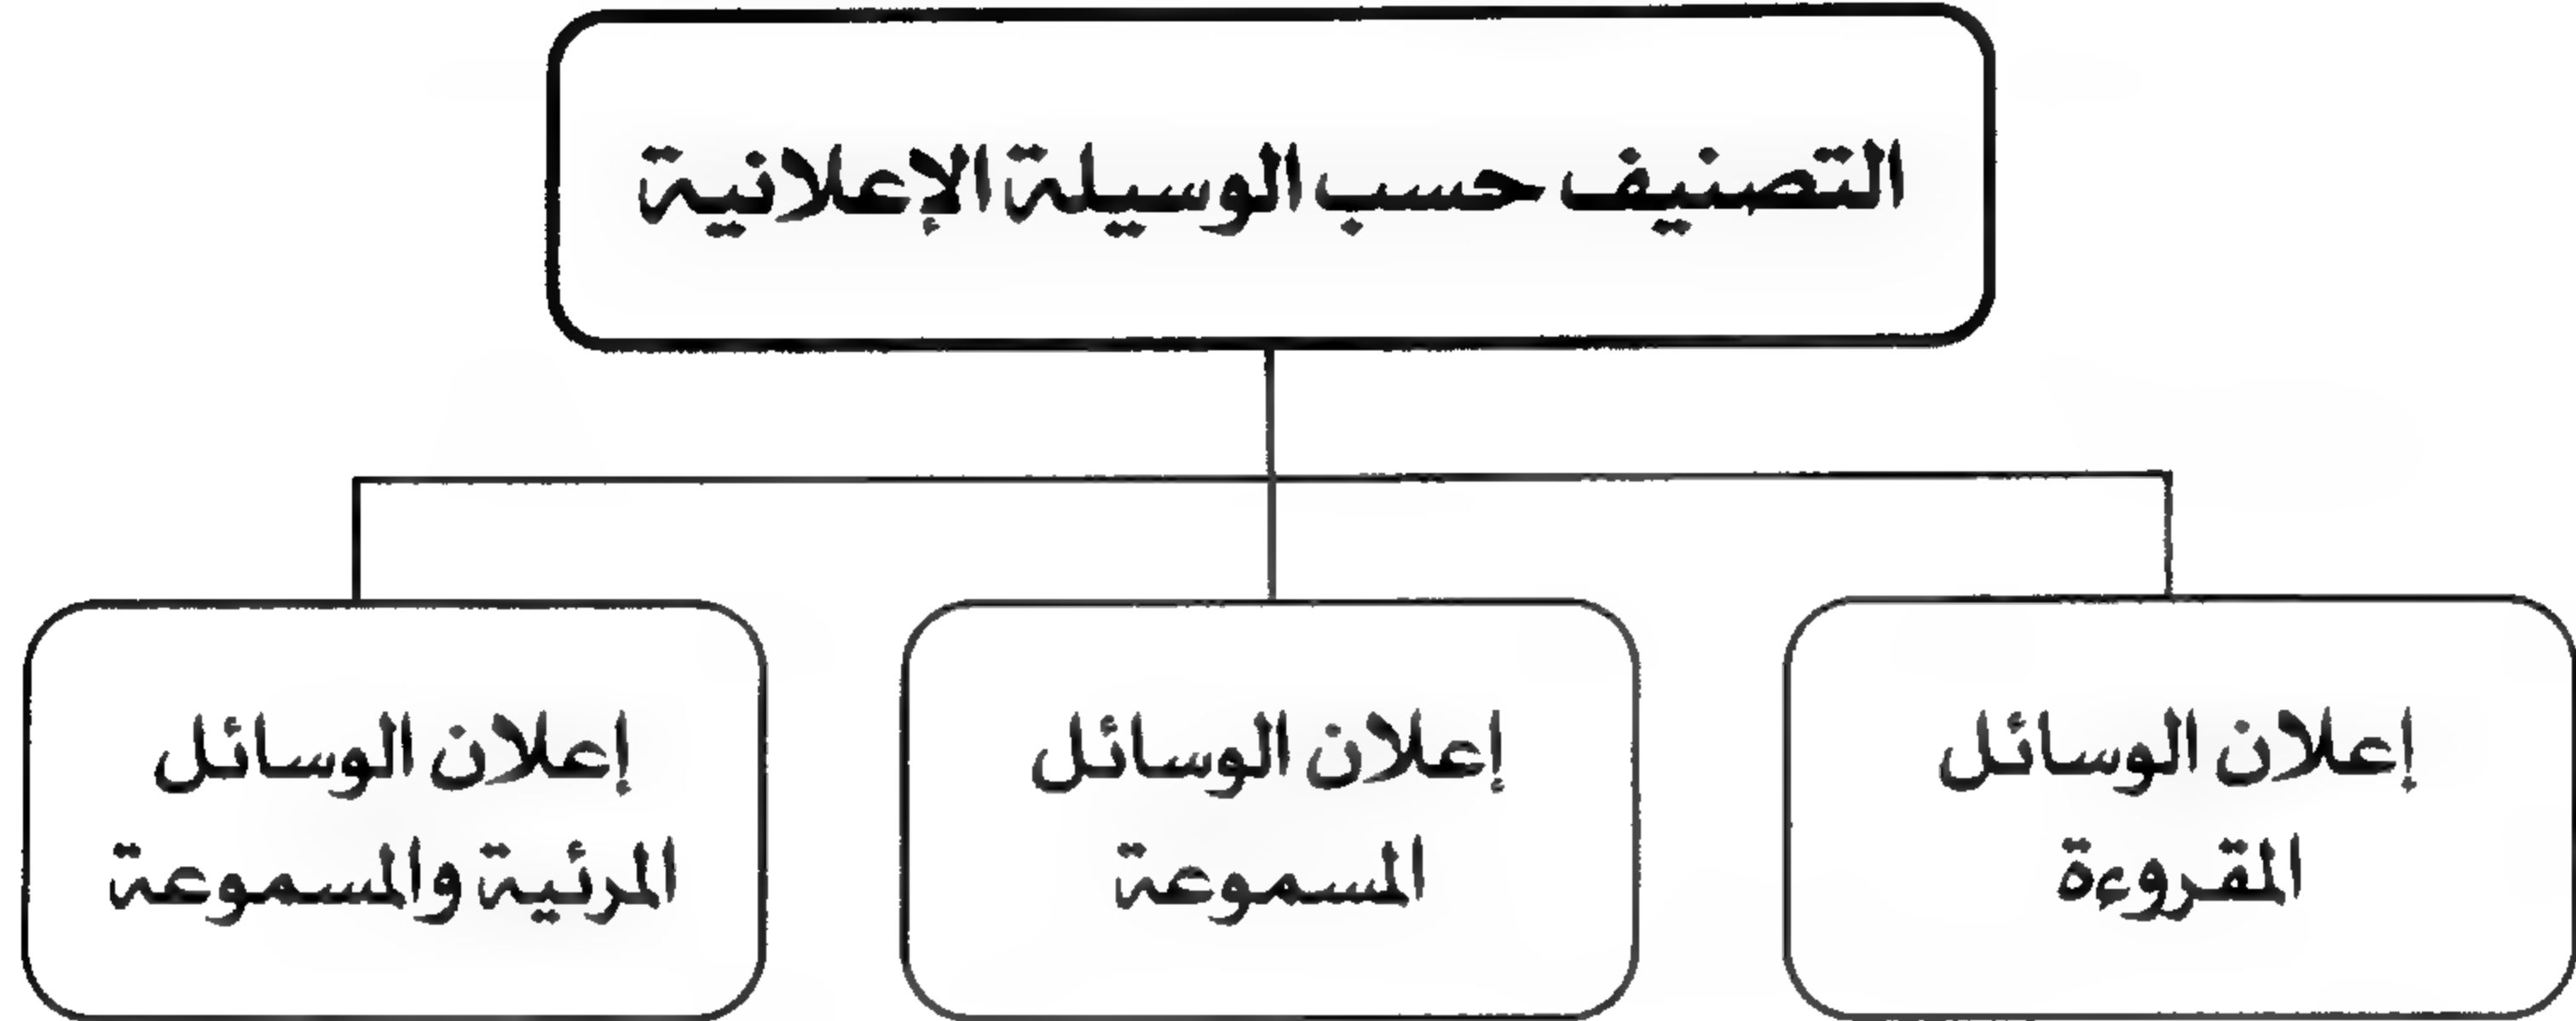 التصنيف حسب الوسيلة الإعلانية
إعلان الوسائل
المقروءة
إعلان الوسائل
المسموعة
إعلان الوسائل
المرئية والمسموعة